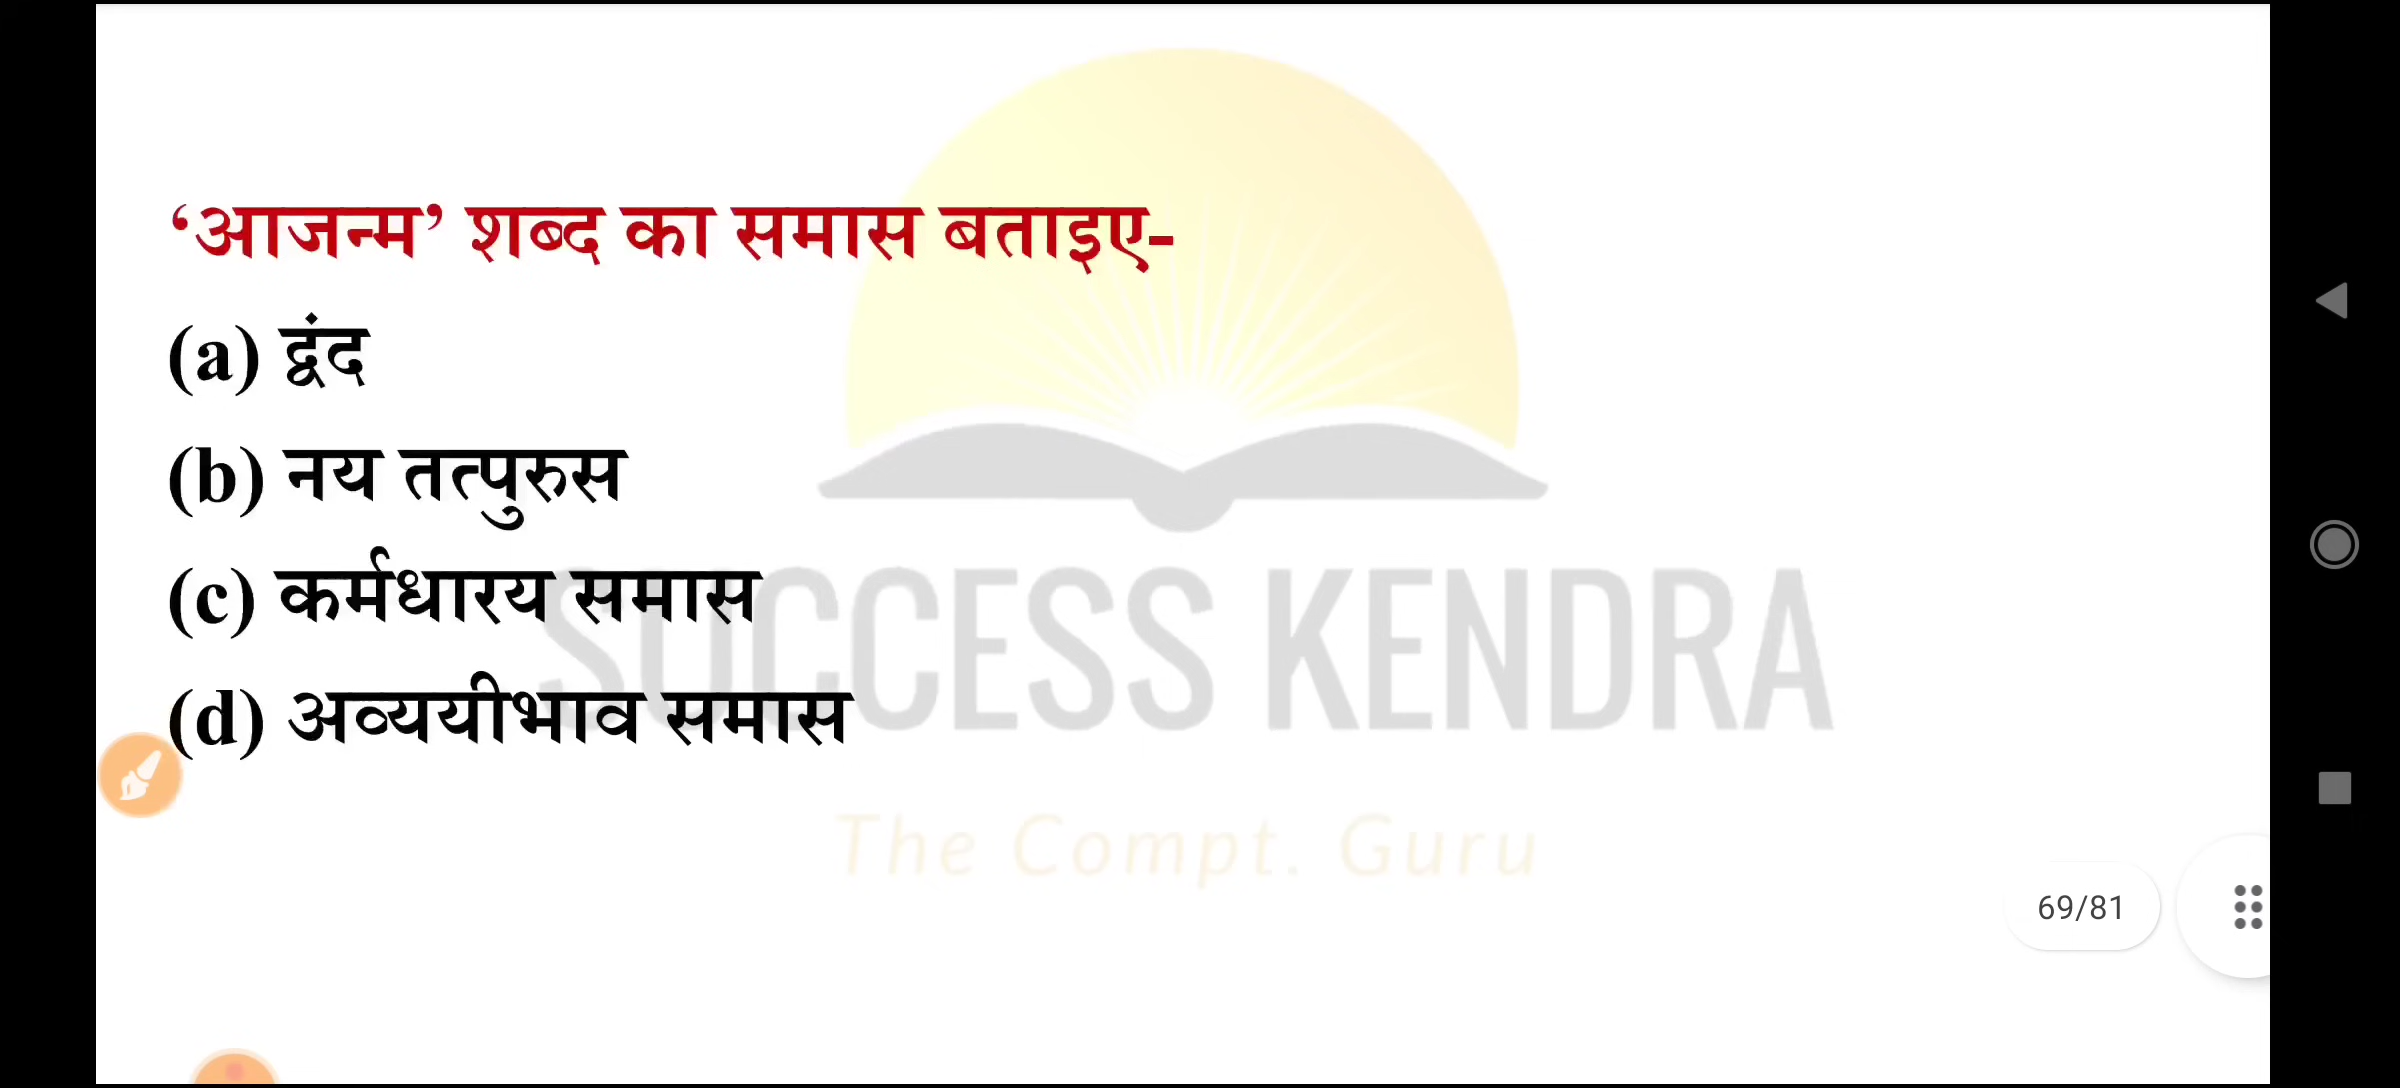 ‘आजन्म’ शब्द का समास बताइए-
(a) द्वंद
(b) नय तत्पुरुस
(c) कर्मधारय समास
(d) अव्ययीभाव समास
SUCCESS KENDRA
The Compt. Guru
69/81